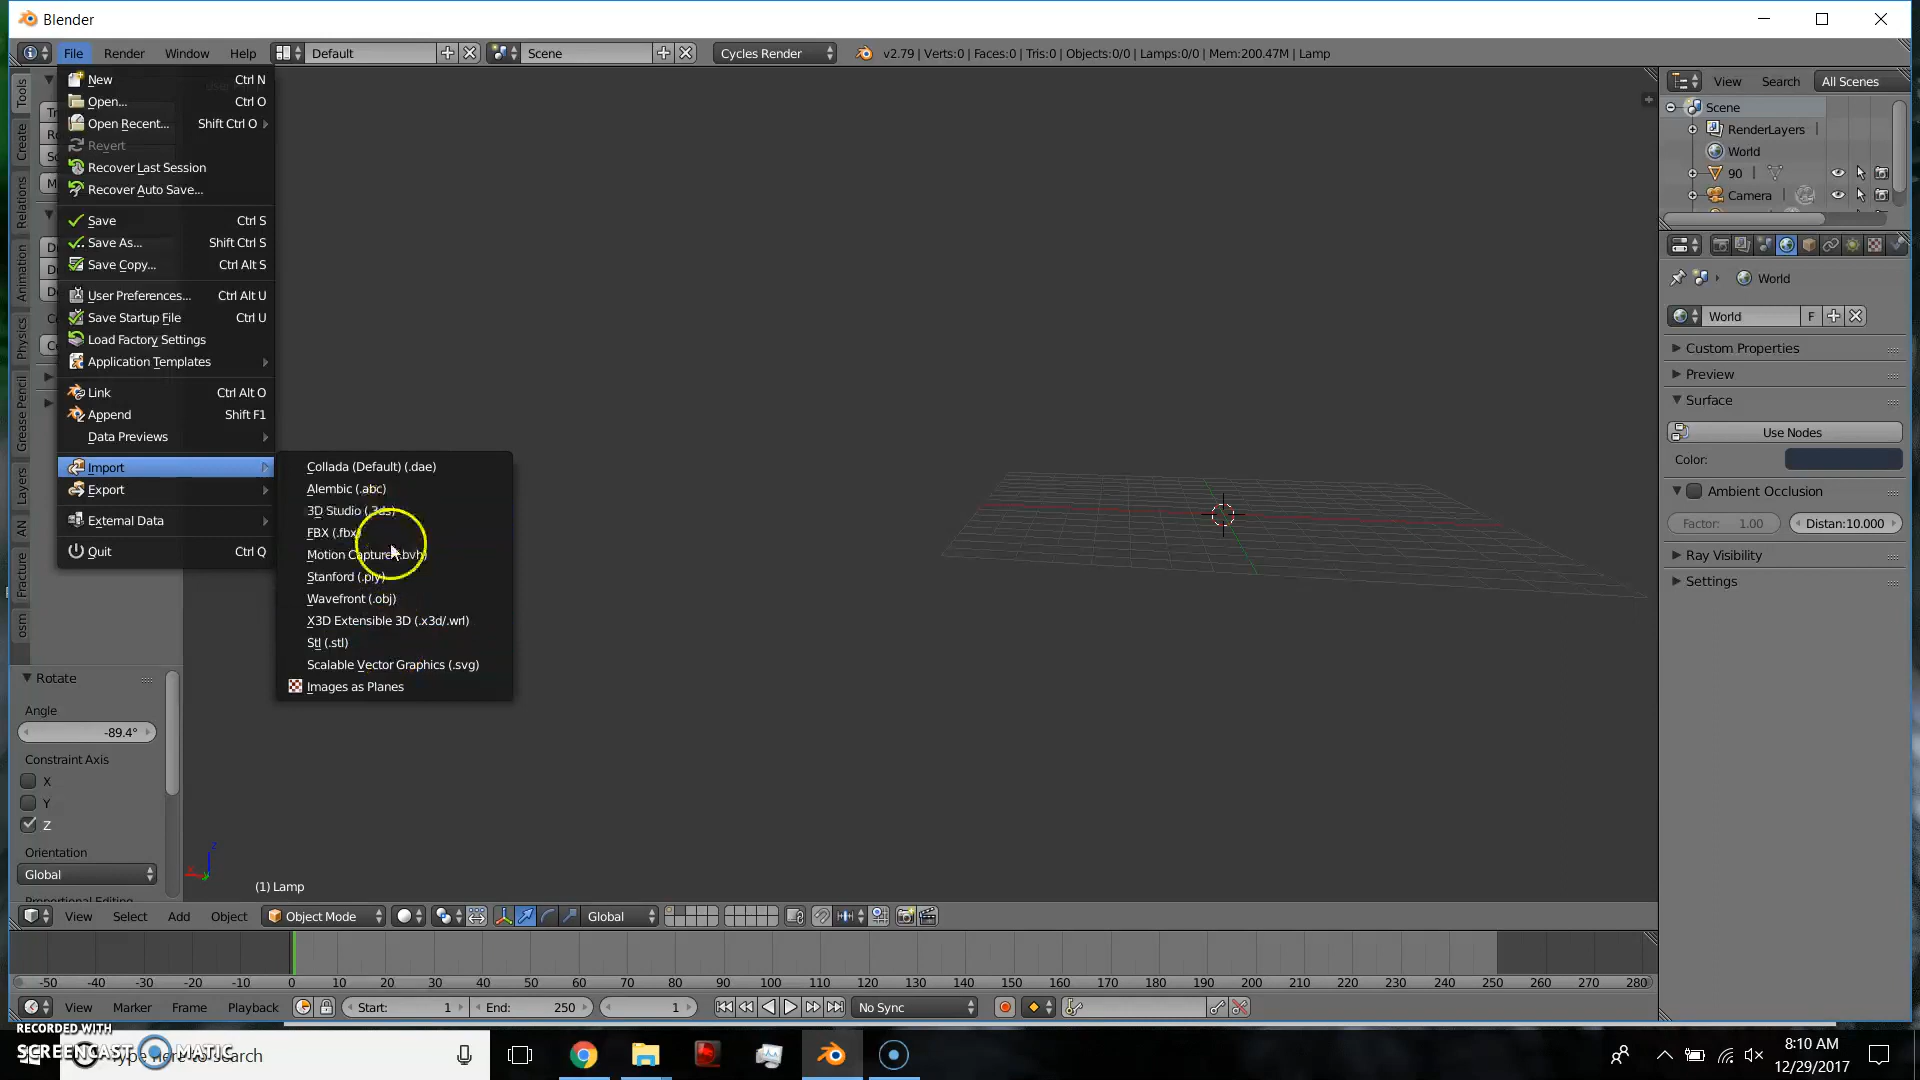 Blender
File Render Window Help Default Scene Cycles Render v2.79 | Verts:0 | Faces:0 | Tris:0 | Objects:0/0 | Lamps:0/0 | Mem:200.47M | Lamp
New Ctrl N
Open... Ctrl O
Open Recent... Shift Ctrl O
Revert
Recover Last Session
Recover Auto Save...
Save Ctrl S
Save As... Shift Ctrl S
Save Copy... Ctrl Alt S
User Preferences... Ctrl Alt U
Save Startup File Ctrl U
Load Factory Settings
Application Templates
Link Ctrl Alt O
Append Shift F1
Data Previews
Import
Export
External Data
Quit Ctrl Q
Collada (Default) (.dae)
Alembic (.abc)
3D Studio (.3ds)
FBX (.fbx)
Motion Capture (.bvh)
Stanford (.ply)
Wavefront (.obj)
X3D Extensible 3D (.x3d/.wrl)
Stl (.stl)
Scalable Vector Graphics (.svg)
Images as Planes
Tools
Create
Relations
Animation
Physics
Grease Pencil
Layers
AN
Fracture
osm
Rotate
Angle
-89.4°
Constraint Axis
X
Y
Z
Orientation
Global
(1) Lamp
View Search All Scenes
Scene
RenderLayers
World
90
Camera
World
World F
Custom Properties
Preview
Surface
Use Nodes
Color:
Ambient Occlusion
Factor: 1.00 Distan:10.000
Ray Visibility
Settings
View Select Add Object Object Mode Global
-50 -40 -30 -20 -10 0 10 20 30 40 50 60 70 80 90 100 110 120 130 140 150 160 170 180 190 200 210 220 230 240 250 260 270 280
View Marker Frame Playback Start: 1 End: 250 1 No Sync
RECORDED WITH
SCREENCAST MATIC
Type here to search
8:10 AM
12/29/2017